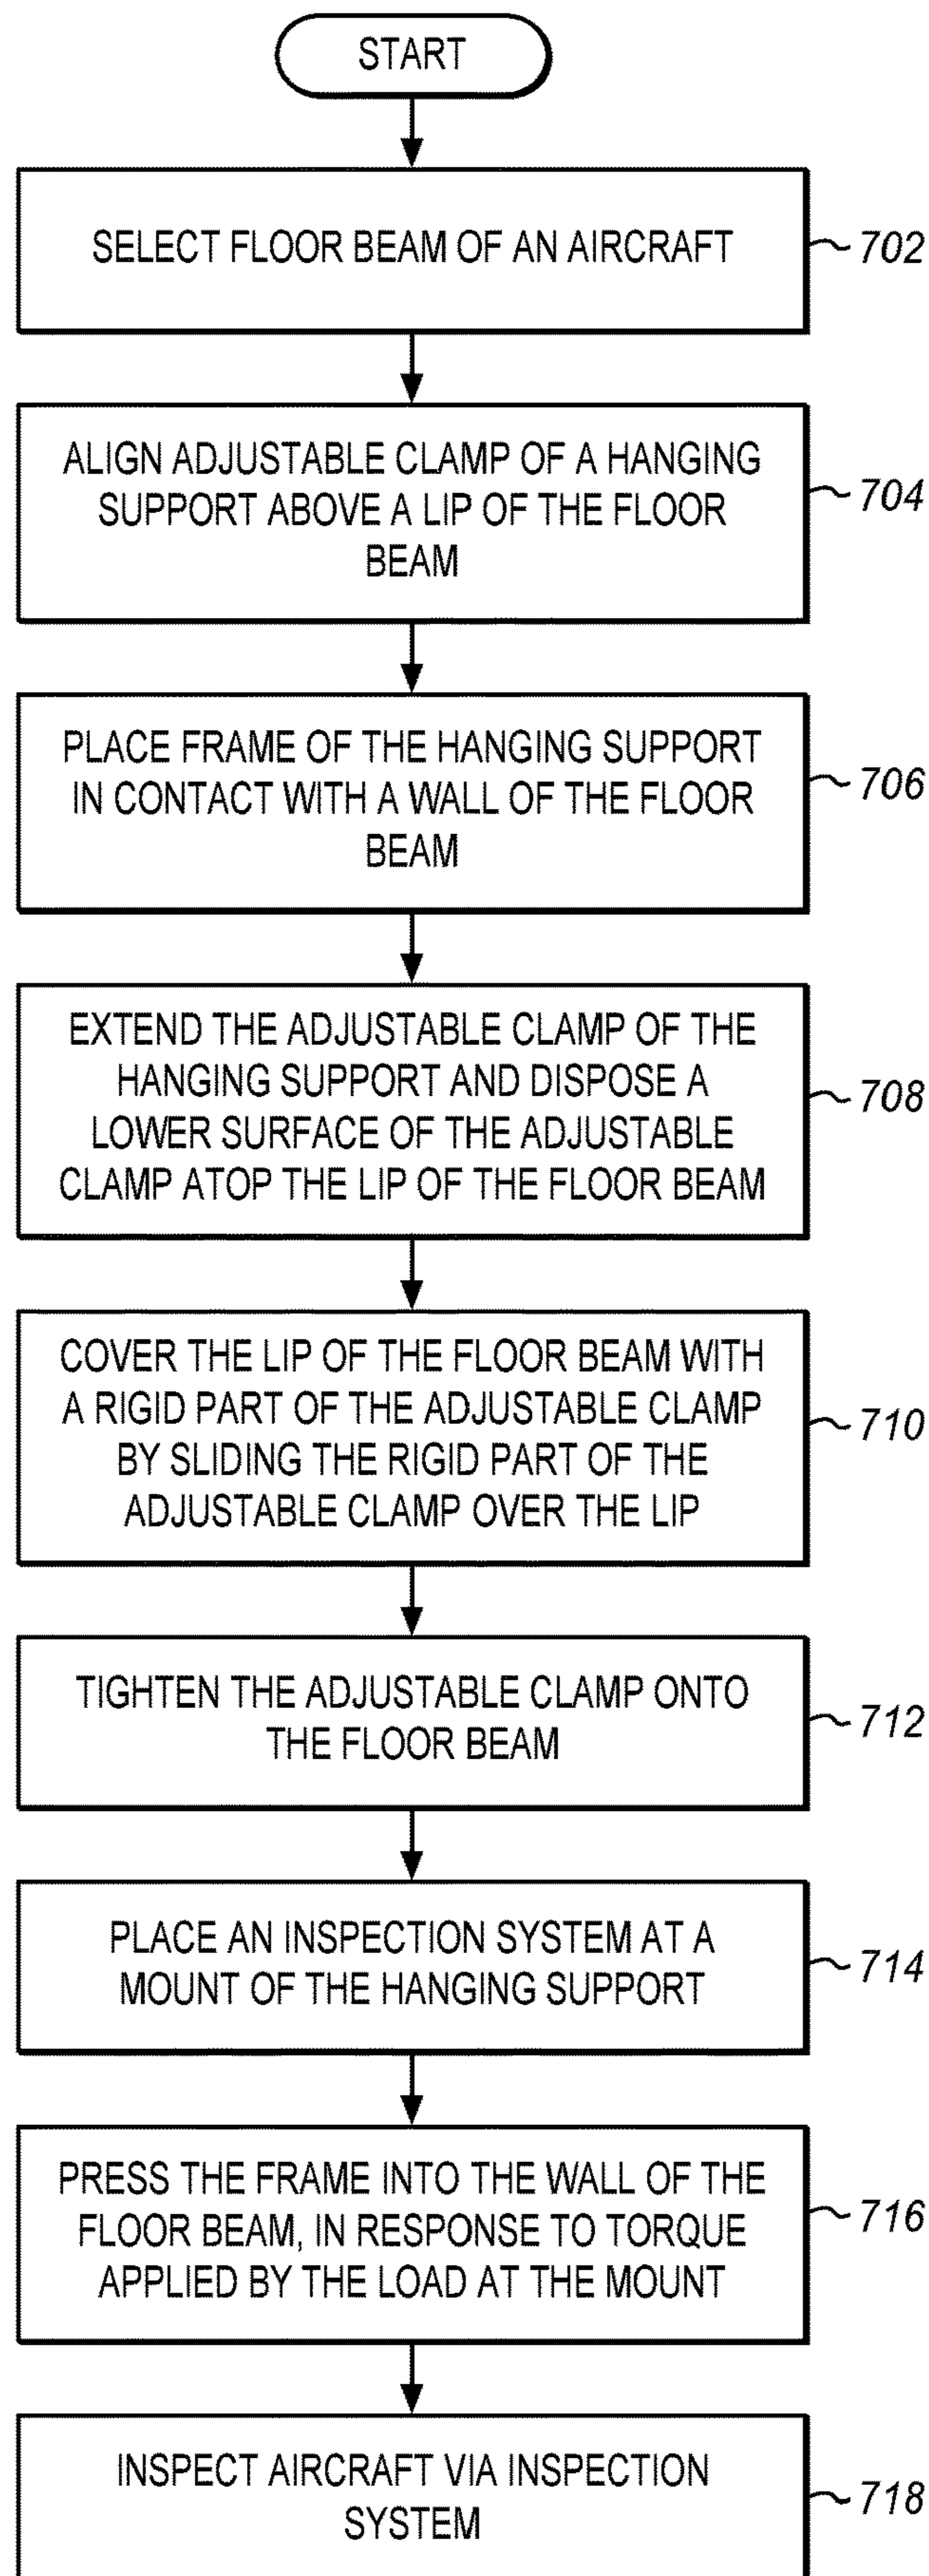 START
SELECT FLOOR BEAM OF AN AIRCRAFT
702
ALIGN ADJUSTABLE CLAMP OF A HANGING
SUPPORT ABOVE A LIP OF THE FLOOR
BEAM
704
PLACE FRAME OF THE HANGING SUPPORT
IN CONTACT WITH A WALL OF THE FLOOR
BEAM
706
EXTEND THE ADJUSTABLE CLAMP OF THE
HANGING SUPPORT AND DISPOSE A
LOWER SURFACE OF THE ADJUSTABLE
CLAMP ATOP THE LIP OF THE FLOOR BEAM
708
COVER THE LIP OF THE FLOOR BEAM WITH
A RIGID PART OF THE ADJUSTABLE CLAMP
BY SLIDING THE RIGID PART OF THE
ADJUSTABLE CLAMP OVER THE LIP
710
TIGHTEN THE ADJUSTABLE CLAMP ONTO
THE FLOOR BEAM
712
PLACE AN INSPECTION SYSTEM AT A
MOUNT OF THE HANGING SUPPORT
714
PRESS THE FRAME INTO THE WALL OF THE
FLOOR BEAM, IN RESPONSE TO TORQUE
APPLIED BY THE LOAD AT THE MOUNT
716
INSPECT AIRCRAFT VIA INSPECTION
SYSTEM
718